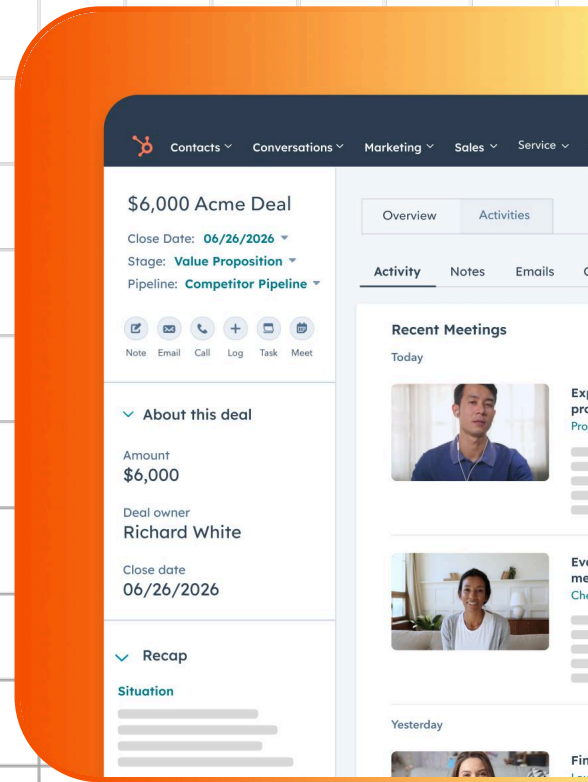 Contacts Conversations Marketing Sales Service
$6,000 Acme Deal
Close Date: 06/26/2026
Stage: Value Proposition
Pipeline: Competitor Pipeline
Note Email Call Log Task Meet
About this deal
Amount
$6,000
Deal owner
Richard White
Close date
06/26/2026
Recap
Situation
Overview Activities
Activity Notes Emails
Recent Meetings
Today
Yesterday